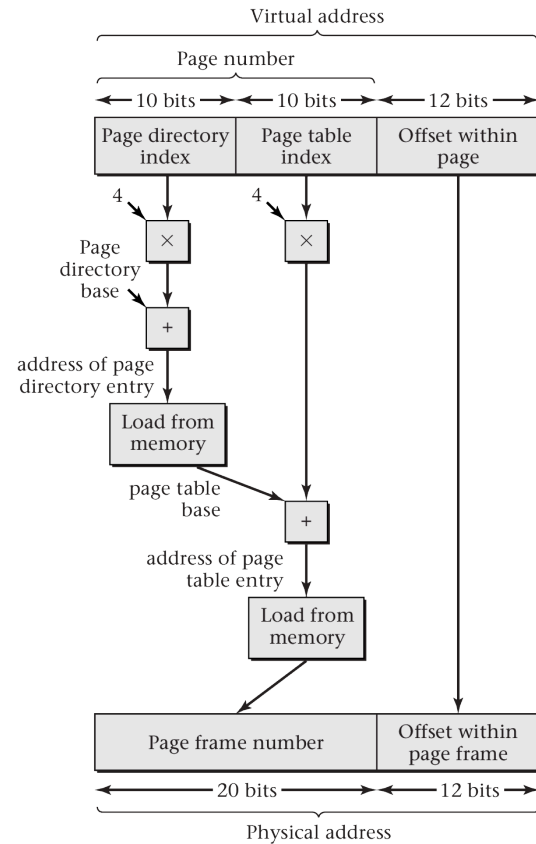 Virtual address
Page number
10 bits
10 bits
12 bits
Page directory
index
Page table
index
Offset within
page
4
4
×
×
Page
directory
base
+
address of page
directory entry
Load from
memory
page table
base
+
address of page
table entry
Load from
memory
Page frame number
Offset within
page frame
20 bits
12 bits
Physical address